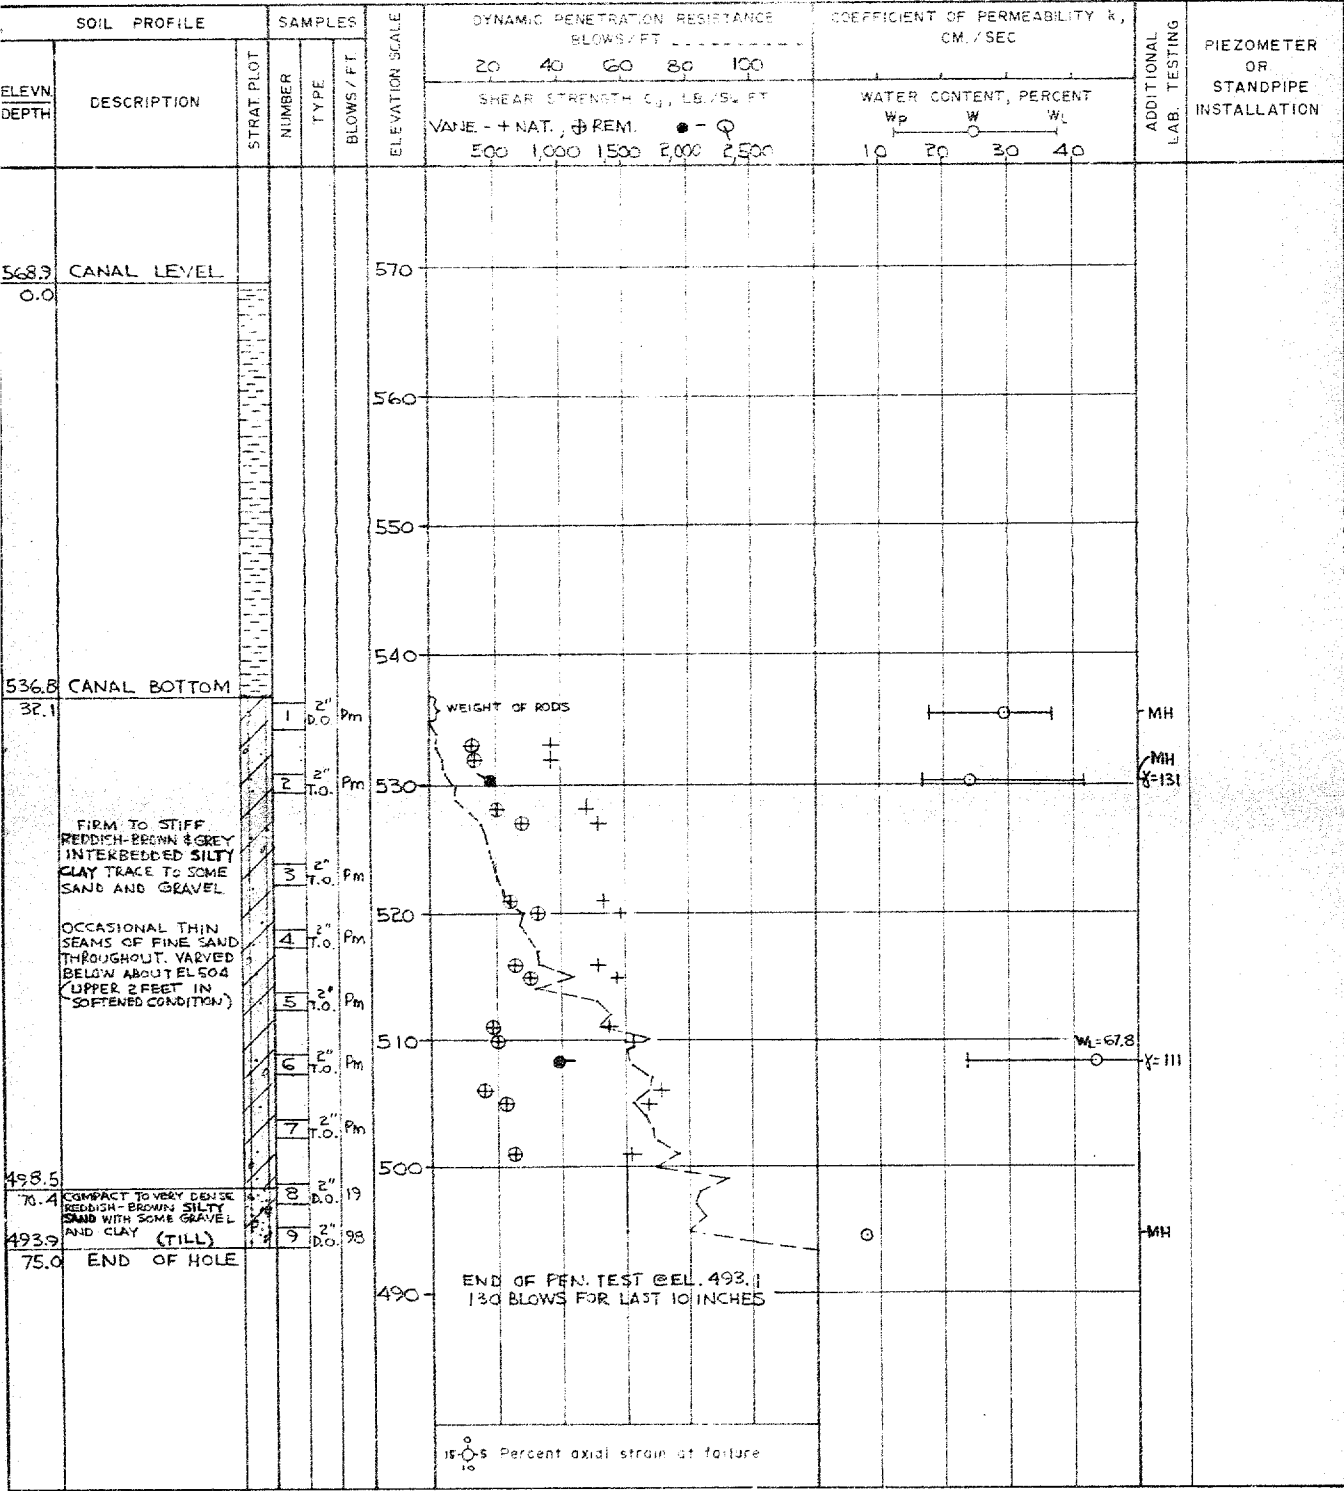 SOIL PROFILE
SAMPLES
ELEVATION SCALE
DYNAMIC PENETRATION RESISTANCE
BLOWS/FT
20 40 60 80 100
COEFFICIENT OF PERMEABILITY k,
CM./SEC
ADDITIONAL
LAB. TESTING
PIEZOMETER
OR
STANDPIPE
INSTALLATION
ELEVN.
DEPTH
DESCRIPTION
STRAT. PLOT
NUMBER
TYPE
BLOWS/FT.
SHEAR STRENGTH Cu, LB./SQ. FT
VANE - + NAT., ⊕ REM. ● - Q
500 1,000 1,500 2,000 2,500
WATER CONTENT, PERCENT
WP W WL
10 20 30 40
568.9 CANAL LEVEL
0.0
570
560
550
540
536.8 CANAL BOTTOM
32.1
1 2" D.O. Pm
WEIGHT OF RODS
MH
2 2" T.O. Pm
530
MH
γ=131
FIRM TO STIFF
REDDISH-BROWN & GREY
INTERBEDDED SILTY
CLAY TRACE TO SOME
SAND AND GRAVEL
3 2" T.O. Pm
520
OCCASIONAL THIN
SEAMS OF FINE SAND
THROUGHOUT. VARVED
BELOW ABOUT EL 504
(UPPER 2 FEET IN
SOFTENED CONDITION)
4 2" T.O. Pm
5 2" T.O. Pm
510
WL=67.8
6 2" T.O. Pm
γ=111
7 2" T.O. Pm
500
498.5
70.4
COMPACT TO VERY DENSE
REDDISH-BROWN SILTY
SAND WITH SOME GRAVEL
AND CLAY (TILL)
8 2" D.O. 19
9 2" D.O. 98
MH
493.9
75.0 END OF HOLE
490
END OF PEN. TEST @ EL. 493.1
130 BLOWS FOR LAST 10 INCHES
0
15 5 Percent axial strain at failure
10